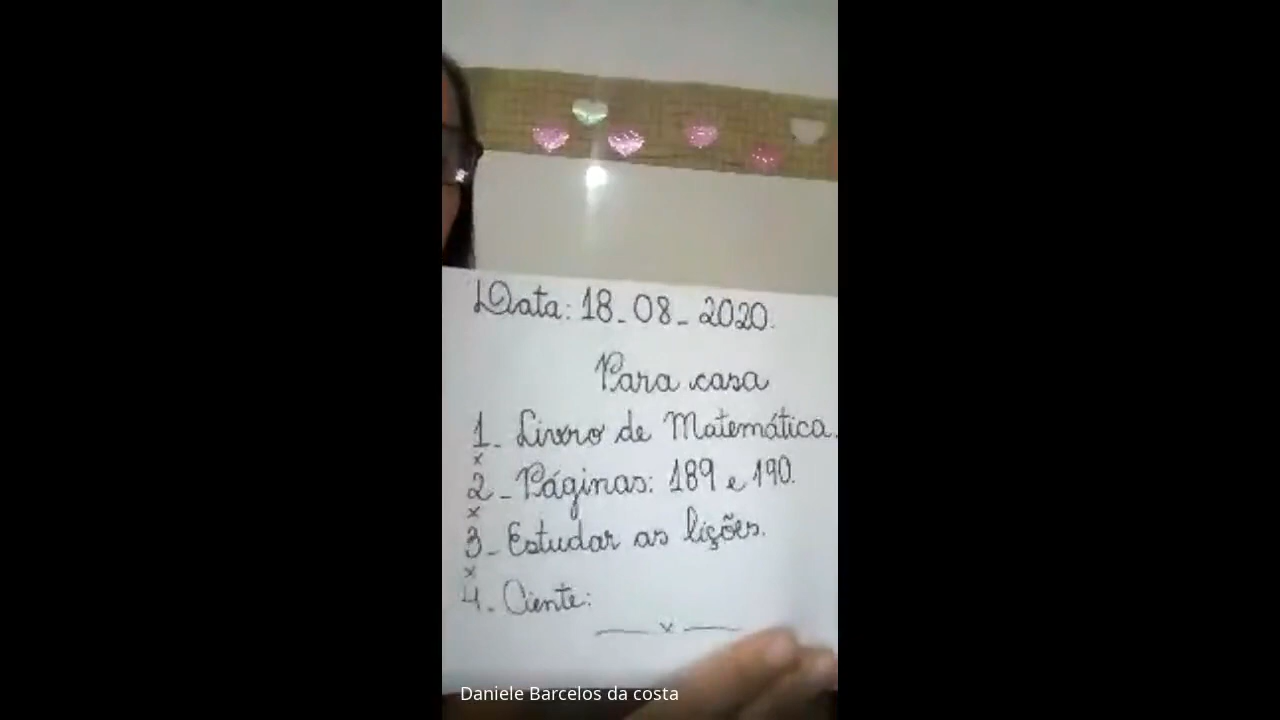 Data: 18-08-2020.
Para casa
1- Livro de Matemática.
x
2- Páginas: 189 e 190.
x
3- Estudar as lições.
x
4- Ciente:
—— x ——
Daniele Barcelos da costa